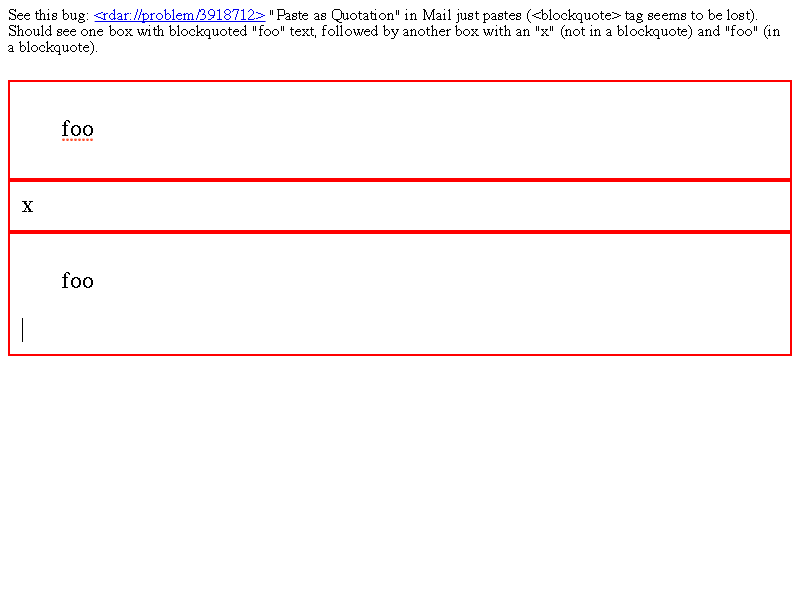 See this bug: <rdar://problem/3918712> "Paste as Quotation" in Mail just pastes (<blockquote> tag seems to be lost).
Should see one box with blockquoted "foo" text, followed by another box with an "x" (not in a blockquote) and "foo" (in
a blockquote).
foo
x
foo